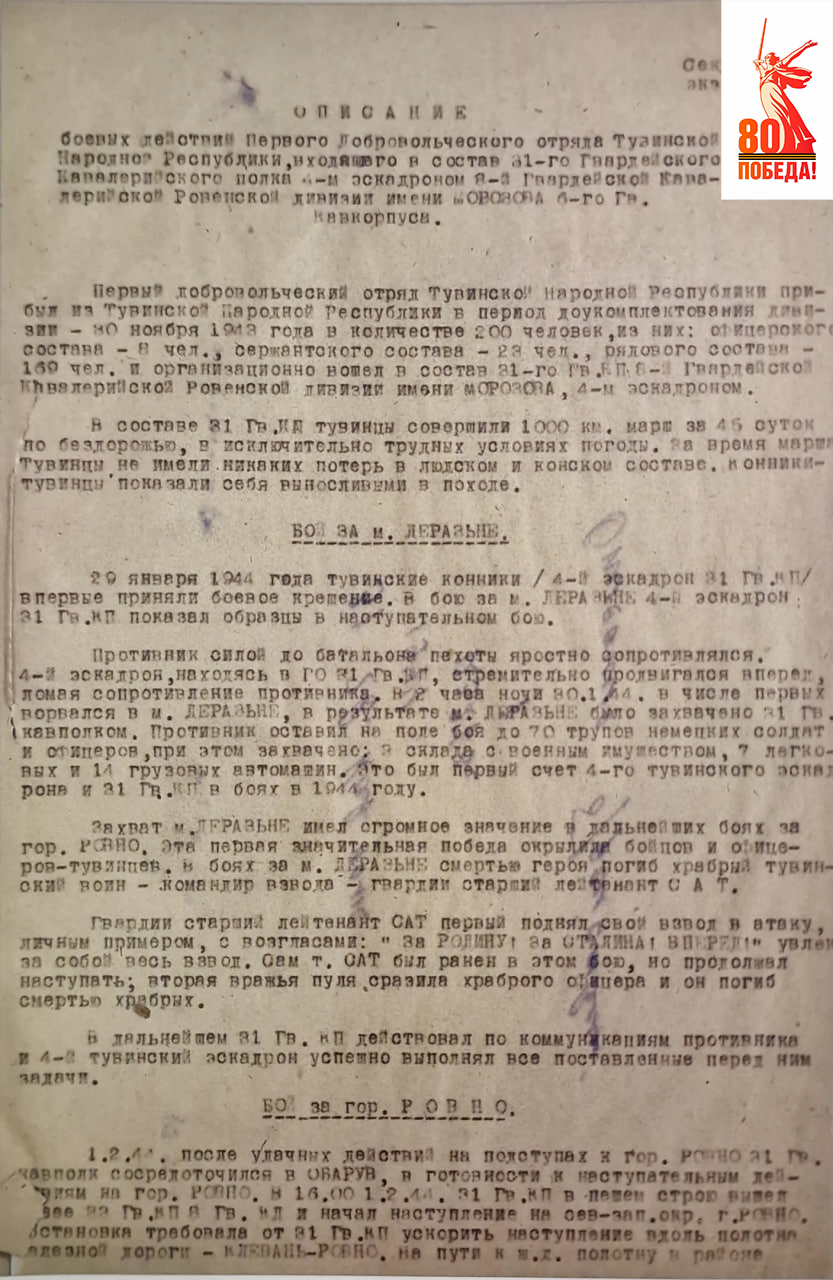 Сек
экз
80
ПОБЕДА!
ОПИСАНИЕ
боевых действий Первого Добровольческого отряда Тувинской
Народной Республики, входящего в состав 31-го Гвардейского
Кавалерийского полка 4-м эскадроном 8-й Гвардейской Кава-
лерийской Ровенской дивизии имени МОРОЗОВА 6-го Гв.
Кавкорпуса.
Первый добровольческий отряд Тувинской Народной Республики при-
был из Тувинской Народной Республики в период доукомплектования диви-
зии - 30 ноября 1943 года в количестве 200 человек, из них: офицерского
состава - 8 чел., сержантского состава - 23 чел., рядового состава -
169 чел. и организационно вошел в состав 31-го Гв.КП 8-й Гвардейской
Кавалерийской Ровенской дивизии имени МОРОЗОВА, 4-м эскадроном.
В составе 31 Гв.КП тувинцы совершили 1000 км. марш за 45 суток
по бездорожью, в исключительно трудных условиях погоды. За время марша
Тувинцы не имели никаких потерь в людском и конском составе. Конники-
тувинцы показали себя выносливыми в походе.
БОЙ ЗА м. ДЕРАЗЬНЕ.
29 января 1944 года тувинские конники /4-й эскадрон 31 Гв.КП/
впервые приняли боевое крещение. В бою за м. ДЕРАЗЬНЕ 4-й эскадрон
31 Гв.КП показал образцы в наступательном бою.
Противник силой до батальона пехоты яростно сопротивлялся.
4-й эскадрон, находясь в ГО 31 Гв.КП, стремительно продвигался вперед,
ломая сопротивление противника. В 2 часа ночи 30.1.44. в числе первых
ворвался в м. ДЕРАЗЬНЕ, в результате м. ДЕРАЗЬНЕ было захвачено 31 Гв.
кавполком. Противник оставил на поле боя до 70 трупов немецких солдат
и офицеров, при этом захвачено: 3 склада с военным имуществом, 7 легко-
вых и 14 грузовых автомашин. Это был первый счет 4-го тувинского эскад
рона и 31 Гв.КП в боях в 1944 году.
Захват м. ДЕРАЗЬНЕ имел огромное значение в дальнейших боях за
гор. РОВНО. Эта первая значительная победа окрылила бойцов и офице-
ров-тувинцев. В боях за м. ДЕРАЗЬНЕ смертью героя погиб храбрый тувин-
ский воин - командир взвода - гвардии старший лейтенант С А Т.
Гвардии старший лейтенант САТ первый поднял свой взвод в атаку,
личным примером, с возгласами: " За РОДИНУ! За СТАЛИНА! ВПЕРЕД!" увлек
за собой весь взвод. Сам т. САТ был ранен в этом бою, но продолжал
наступать; вторая вражья пуля сразила храброго офицера и он погиб
смертью храбрых.
В дальнейшем 31 Гв. КП действовал по коммуникациям противника
и 4-й тувинский эскадрон успешно выполнял все поставленные перед ним
задачи.
БОЙ за гор. Р О В Н О.
1.2.44. после удачных действий на подступах к гор. РОВНО 31 Гв.
кавполк сосредоточился в ОБАРУВ, в готовности к наступательным дей-
ствиям на гор. РОВНО. В 16.00 1.2.44. 31 Гв.КП в пешем строю вышел
33 Гв.КП 8 Гв. КД и начал наступление на сев-зап.окр. г.РОВНО.
Обстановка требовала от 31 Гв.КП ускорить наступление вдоль полотна
железной дороги - КЛЕВАНЬ-РОВНО. На пути к ж.д. полотну в районе